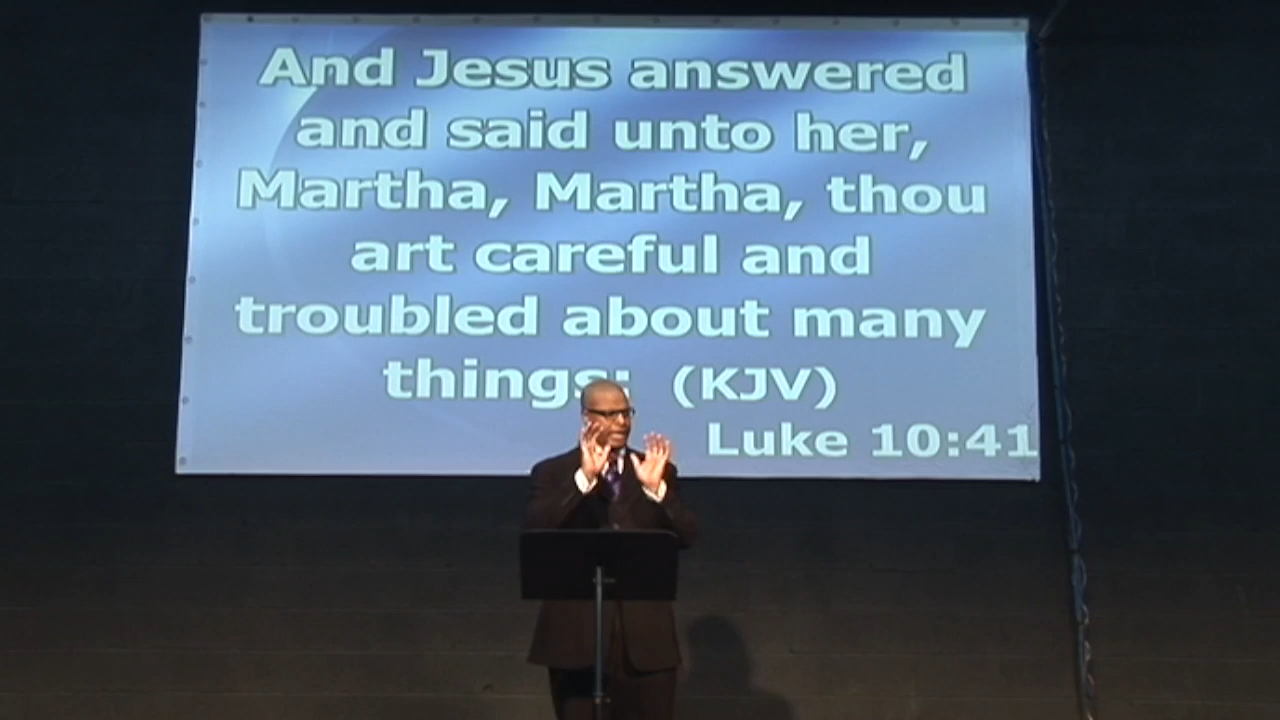 And Jesus answered
and said unto her,
Martha, Martha, thou
art careful and
troubled about many
things: (KJV)
Luke 10:41